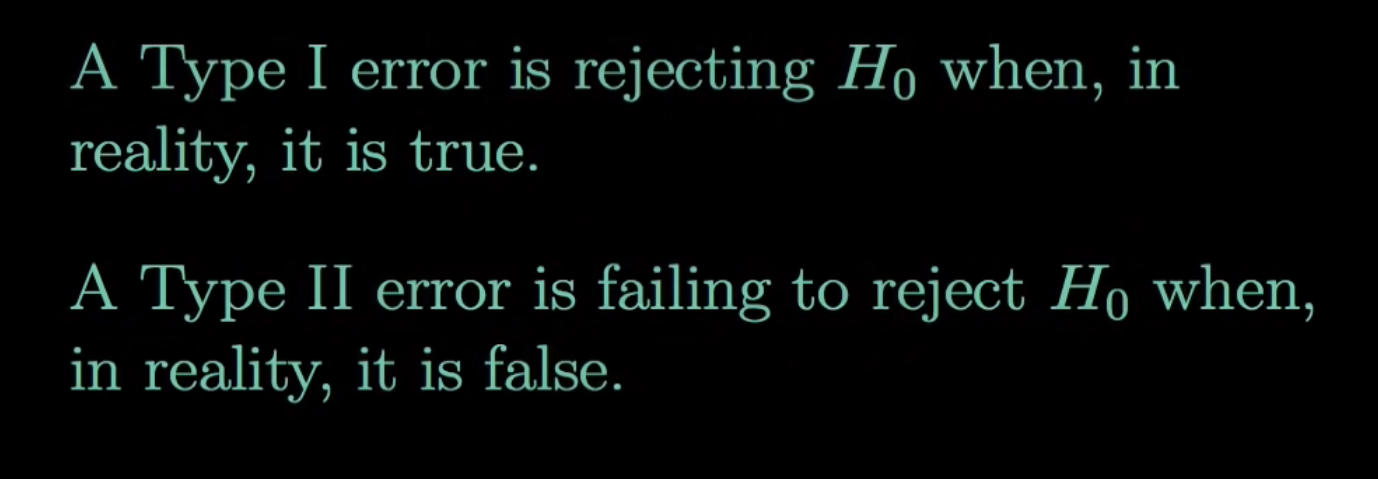 A Type I error is rejecting H₀ when, in
reality, it is true.
A Type II error is failing to reject H₀ when,
in reality, it is false.